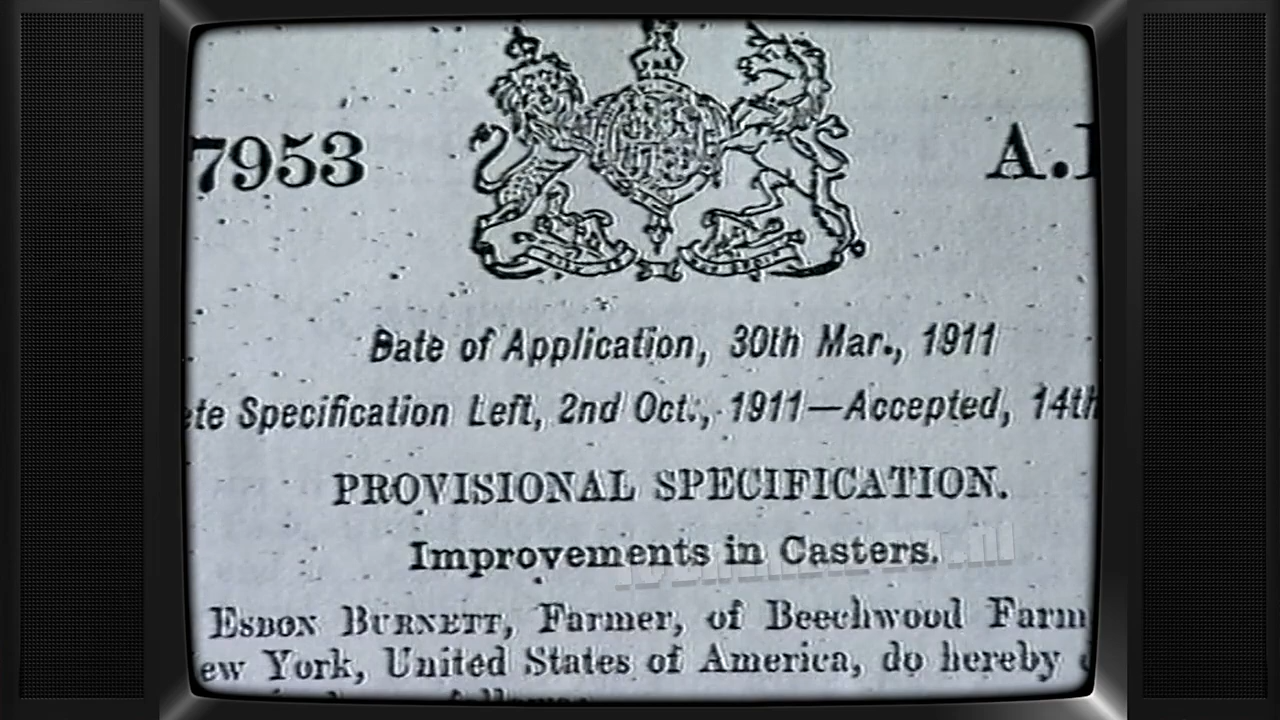 7953 A.
Date of Application, 30th Mar., 1911
ete Specification Left, 2nd Oct., 1911—Accepted, 14th
PROVISIONAL SPECIFICATION.
Improvements in Casters.
ESBON BURNETT, Farmer, of Beechwood Farm
ew York, United States of America, do hereby